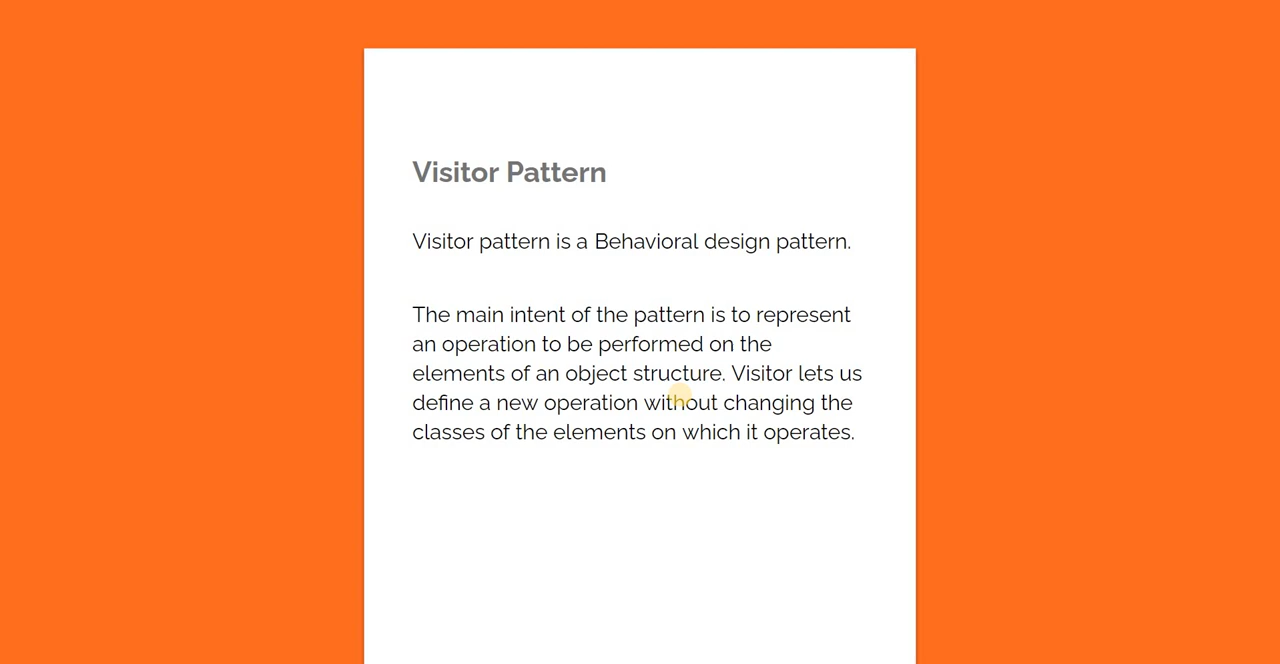 Visitor Pattern
Visitor pattern is a Behavioral design pattern.
The main intent of the pattern is to represent
an operation to be performed on the
elements of an object structure. Visitor lets us
define a new operation without changing the
classes of the elements on which it operates.